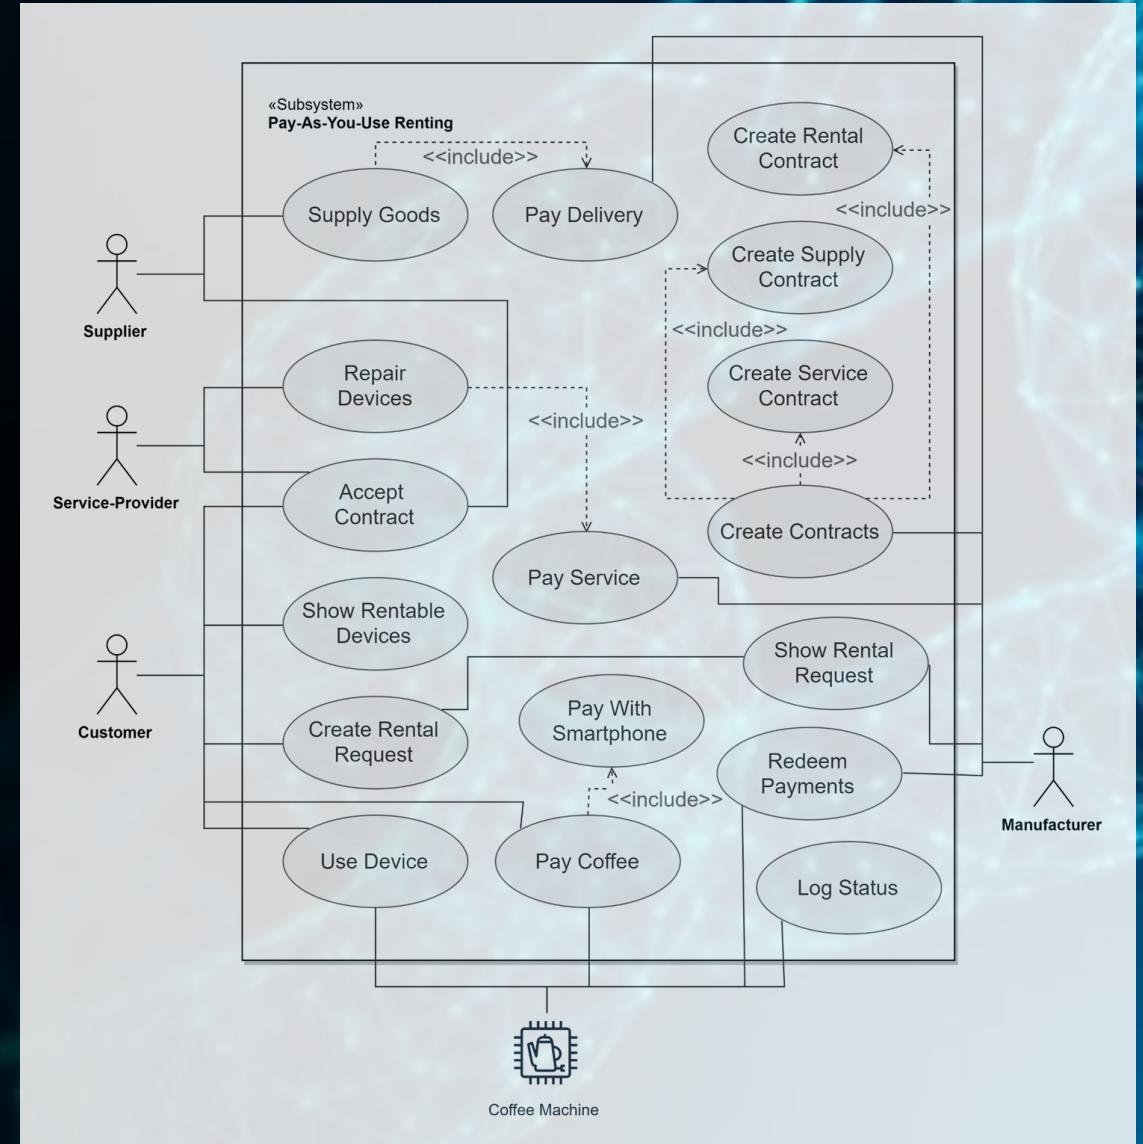 «Subsystem»
Pay-As-You-Use Renting
<<include>>
Supply Goods
Pay Delivery
Create Rental
Contract
<<include>>
Create Supply
Contract
<<include>>
Create Service
Contract
<<include>>
Create Contracts
Supplier
Repair
Devices
<<include>>
Service-Provider
Accept
Contract
Pay Service
Show Rentable
Devices
Show Rental
Request
Customer
Create Rental
Request
Pay With
Smartphone
Redeem
Payments
<<include>>
Manufacturer
Use Device
Pay Coffee
Log Status
Coffee Machine